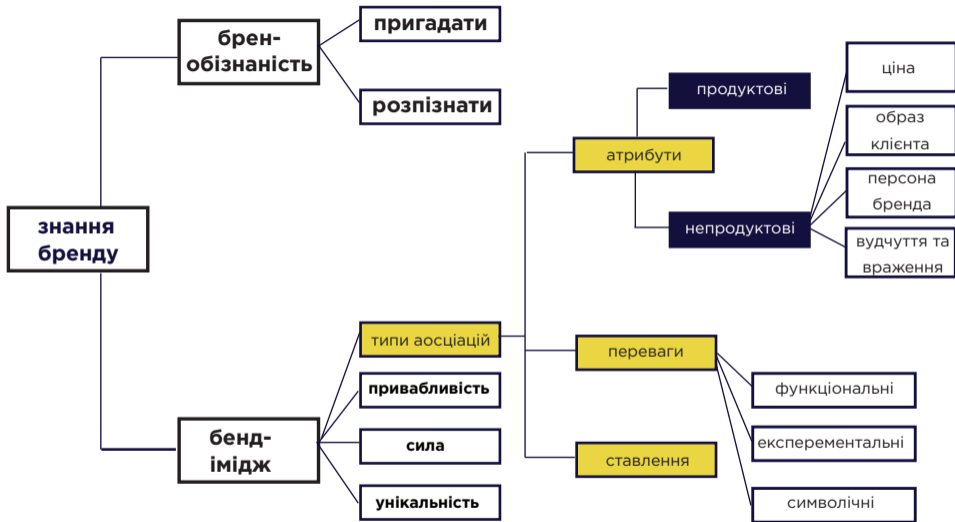 брен-
обізнаність
пригадати
розпізнати
знання
бренду
бенд-
імідж
типи аосціацій
привабливість
сила
унікальність
атрибути
продуктові
непродуктові
ціна
образ
клієнта
персона
бренда
вудчуття та
враження
переваги
функціональні
експерементальні
символічні
ставлення